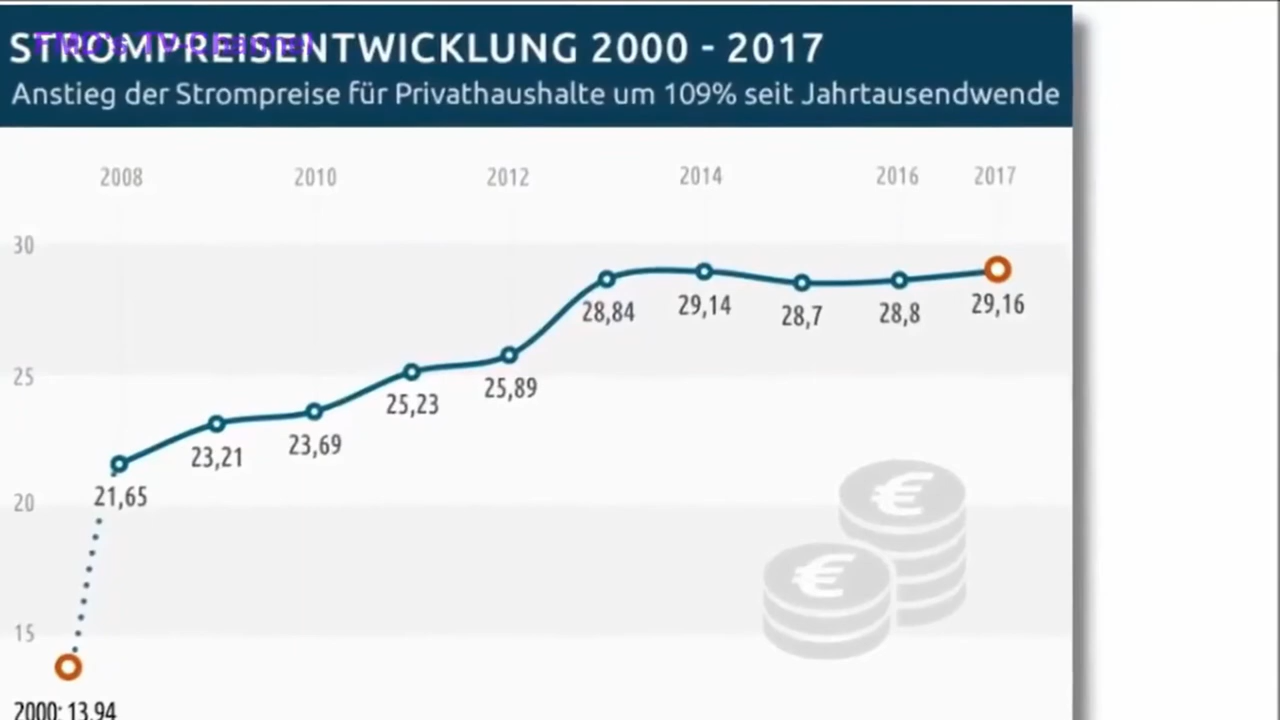 STROMPREISENTWICKLUNG 2000 - 2017
Anstieg der Strompreise für Privathaushalte um 109% seit Jahrtausendwende
2008 2010 2012 2014 2016 2017
30
28,84 29,14 28,7 28,8 29,16
25
25,23 25,89
23,21 23,69
21,65
20
€
€
15
2000: 13,94